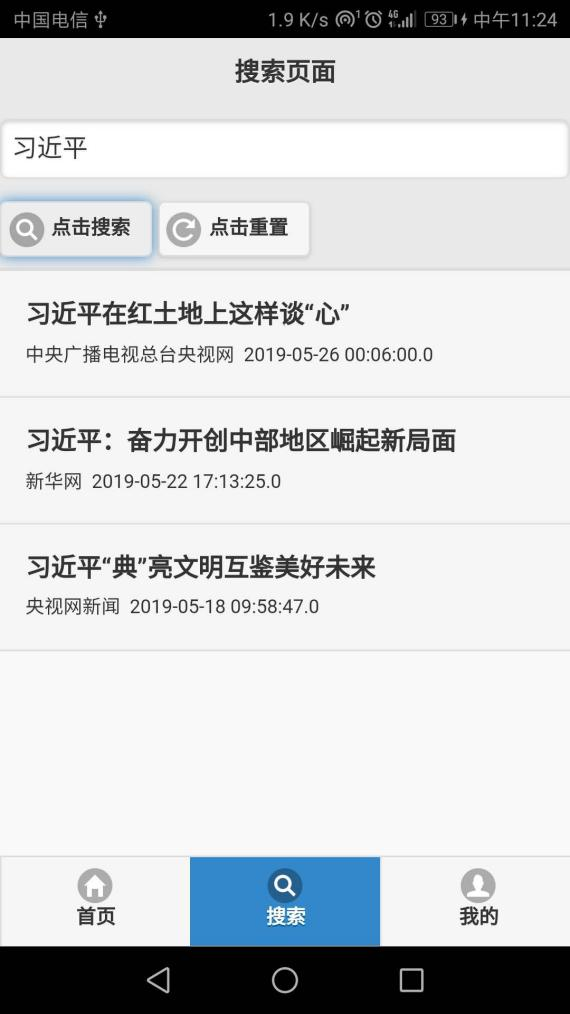 中国电信 1.9 K/s 1 4G 93 中午11:24
搜索页面
习近平
点击搜索 点击重置
习近平在红土地上这样谈“心”
中央广播电视总台央视网 2019-05-26 00:06:00.0
习近平：奋力开创中部地区崛起新局面
新华网 2019-05-22 17:13:25.0
习近平“典”亮文明互鉴美好未来
央视网新闻 2019-05-18 09:58:47.0
首页 搜索 我的